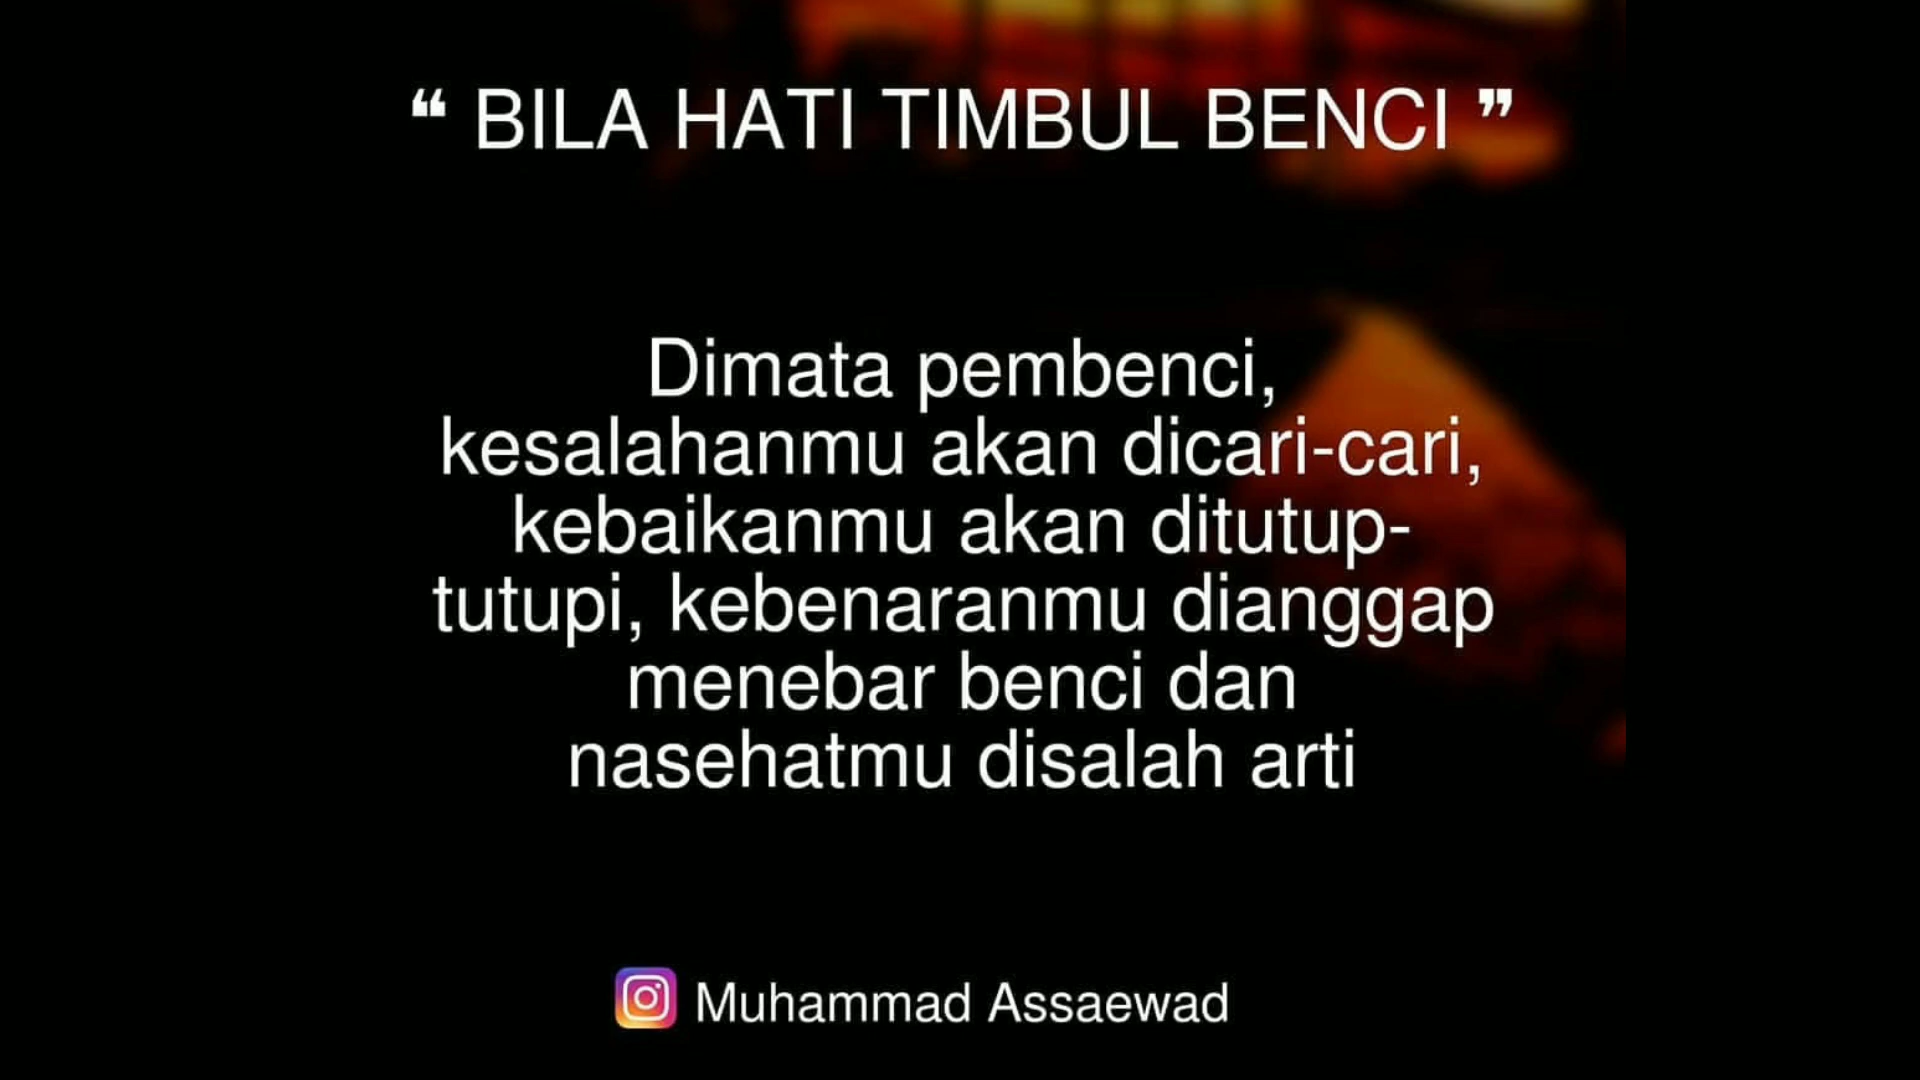 ❝ BILA HATI TIMBUL BENCI ❞
Dimata pembenci,
kesalahanmu akan dicari-cari,
kebaikanmu akan ditutup-
tutupi, kebenaranmu dianggap
menebar benci dan
nasehatmu disalah arti
Muhammad Assaewad